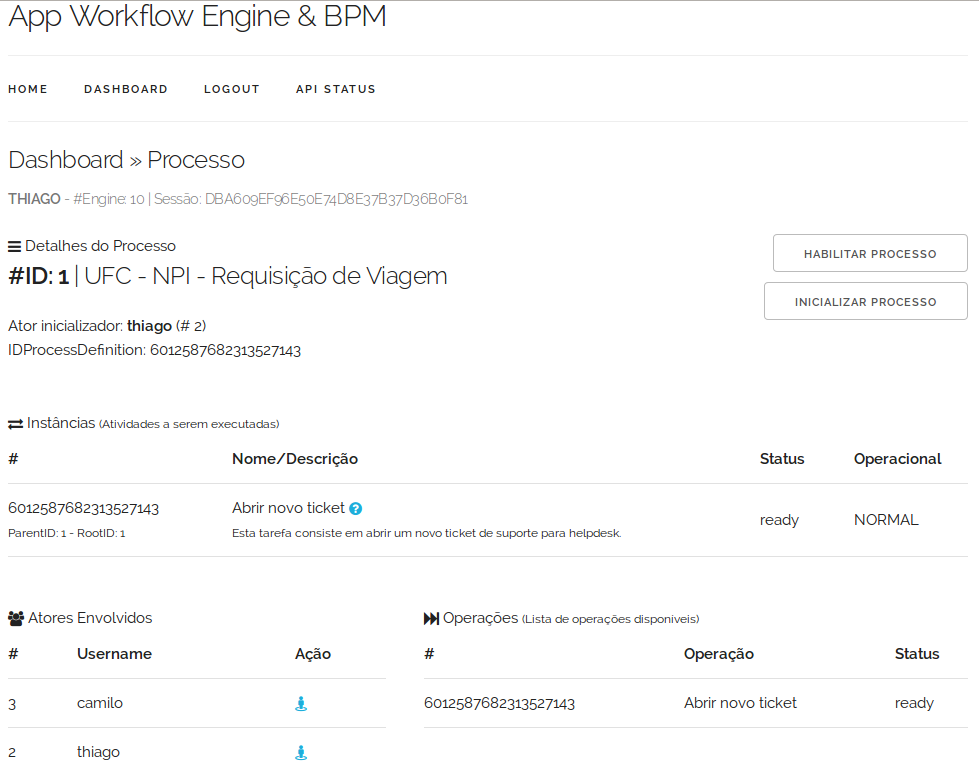 App Workflow Engine & BPM
HOME DASHBOARD LOGOUT API STATUS
Dashboard » Processo
THIAGO - #Engine: 10 | Sessão: DBA609EF96E50E74D8E37B37D36B0F81
Detalhes do Processo
#ID: 1 | UFC - NPI - Requisição de Viagem
HABILITAR PROCESSO
INICIALIZAR PROCESSO
Ator inicializador: thiago (# 2)
IDProcessDefinition: 6012587682313527143
Instâncias (Atividades a serem executadas)
# Nome/Descrição Status Operacional
6012587682313527143 Abrir novo ticket ready NORMAL
ParentID: 1 - RootID: 1 Esta tarefa consiste em abrir um novo ticket de suporte para helpdesk.
Atores Envolvidos
# Username Ação
3 camilo
2 thiago
Operações (Lista de operações disponíveis)
# Operação Status
6012587682313527143 Abrir novo ticket ready